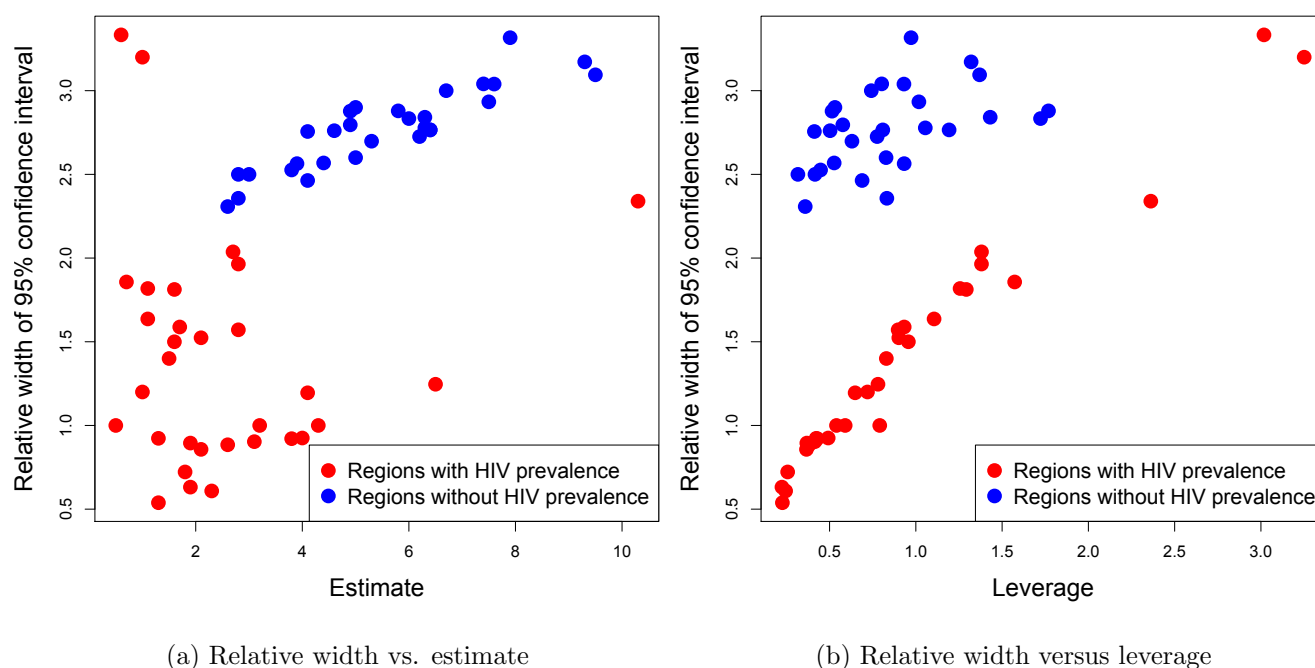 Relative width of 95% confidence interval
0.5 1.0 1.5 2.0 2.5 3.0
2 4 6 8 10
Estimate
Regions with HIV prevalence
Regions without HIV prevalence
(a) Relative width vs. estimate
Relative width of 95% confidence interval
0.5 1.0 1.5 2.0 2.5 3.0
0.5 1.0 1.5 2.0 2.5 3.0
Leverage
Regions with HIV prevalence
Regions without HIV prevalence
(b) Relative width versus leverage